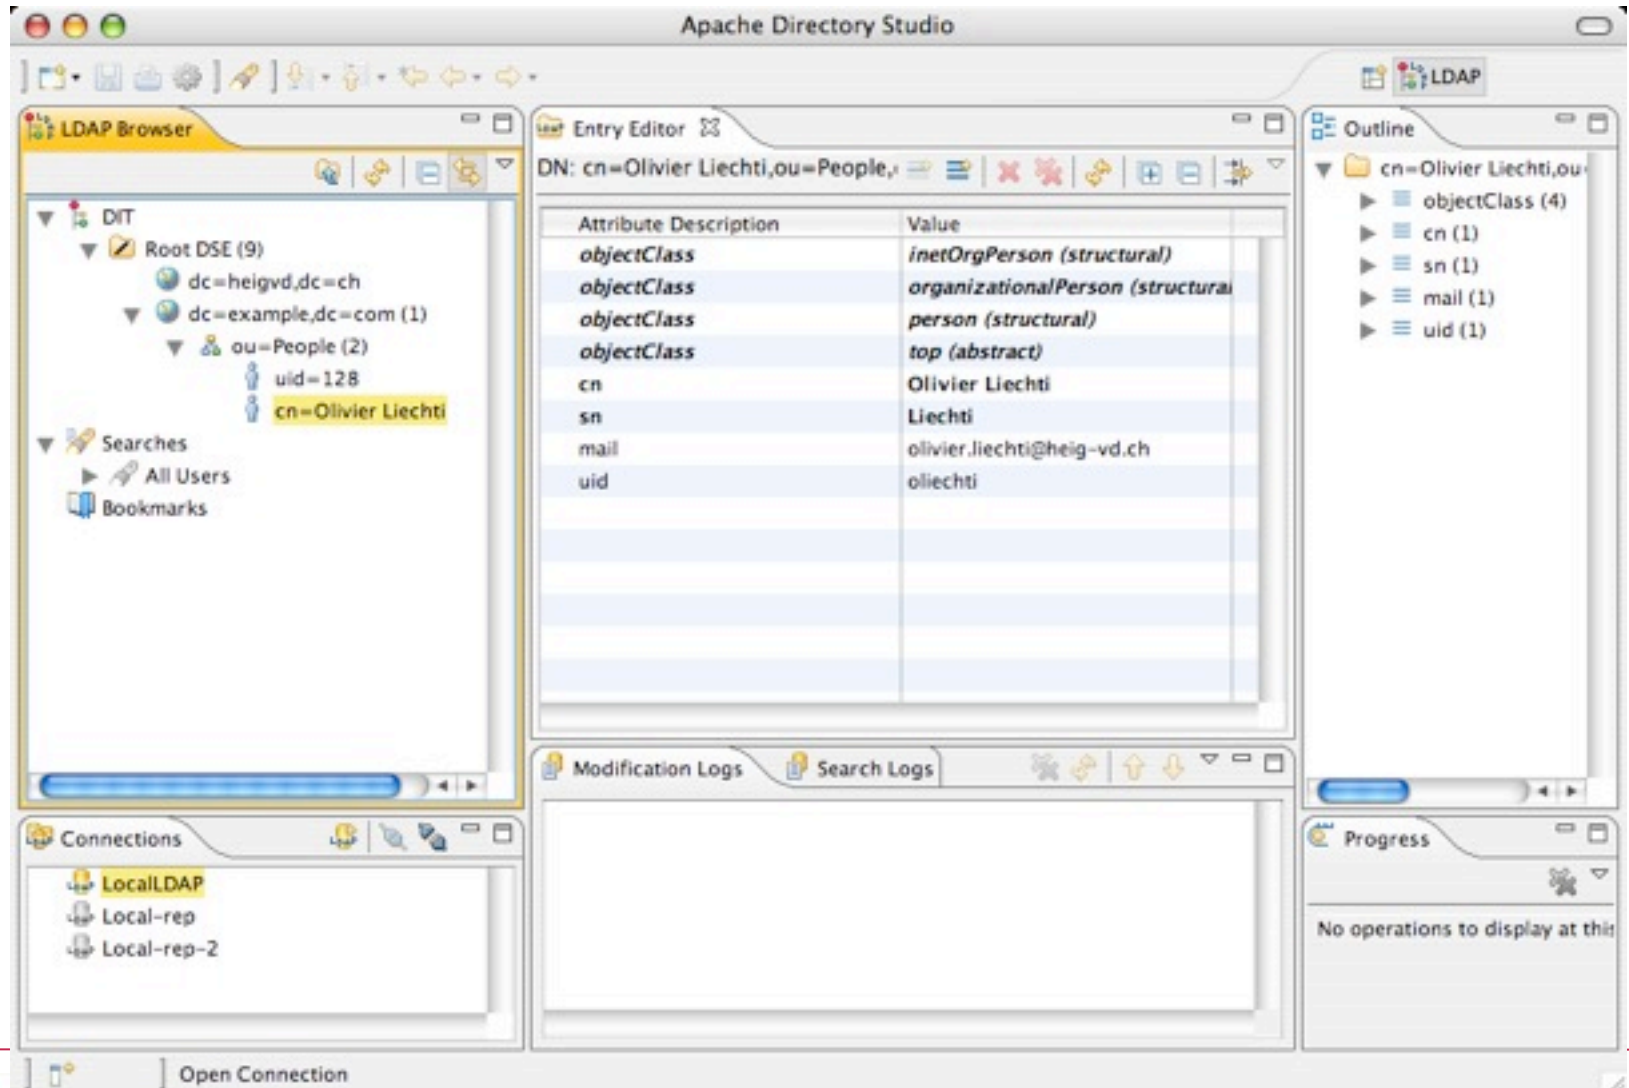 Apache Directory Studio
LDAP
LDAP Browser
DIT
Root DSE (9)
dc=heigvd,dc=ch
dc=example,dc=com (1)
ou=People (2)
uid=128
cn=Olivier Liechti
Searches
All Users
Bookmarks
Connections
LocalLDAP
Local-rep
Local-rep-2
Entry Editor
DN: cn=Olivier Liechti,ou=People,
Attribute Description Value
objectClass inetOrgPerson (structural)
objectClass organizationalPerson (structural
objectClass person (structural)
objectClass top (abstract)
cn Olivier Liechti
sn Liechti
mail olivier.liechti@heig-vd.ch
uid oliechti
Modification Logs Search Logs
Outline
cn=Olivier Liechti,ou
objectClass (4)
cn (1)
sn (1)
mail (1)
uid (1)
Progress
No operations to display at this
Open Connection